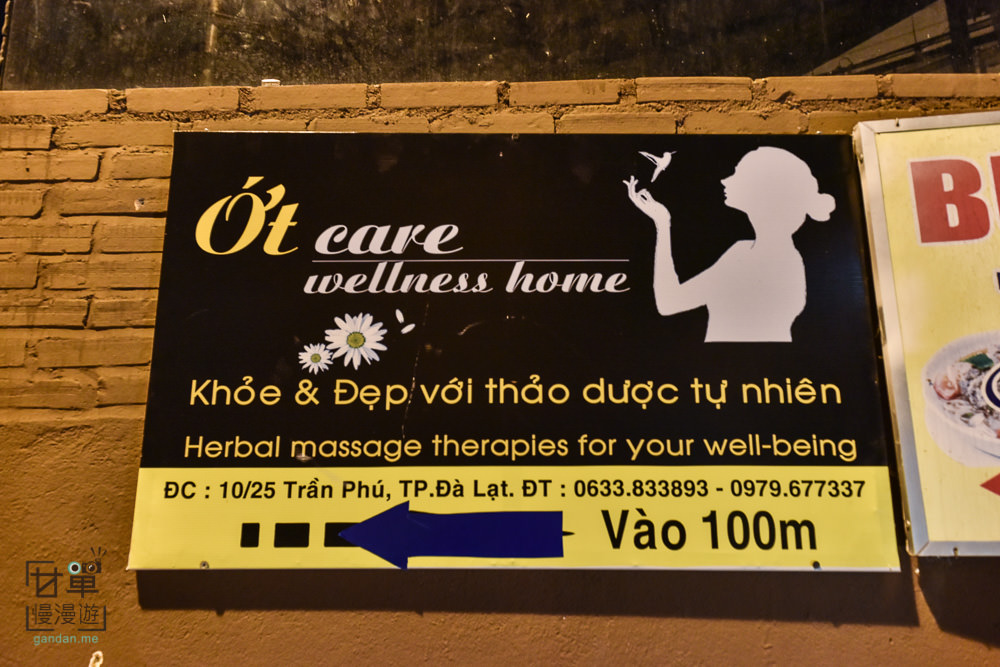 Ớt care
wellness home
Khỏe & Đẹp với thảo dược tự nhiên
Herbal massage therapies for your well-being
ĐC : 10/25 Trần Phú, TP.Đà Lạt. ĐT : 0633.833893 - 0979.677337
Vào 100m
甘單
慢漫遊
gandan.me